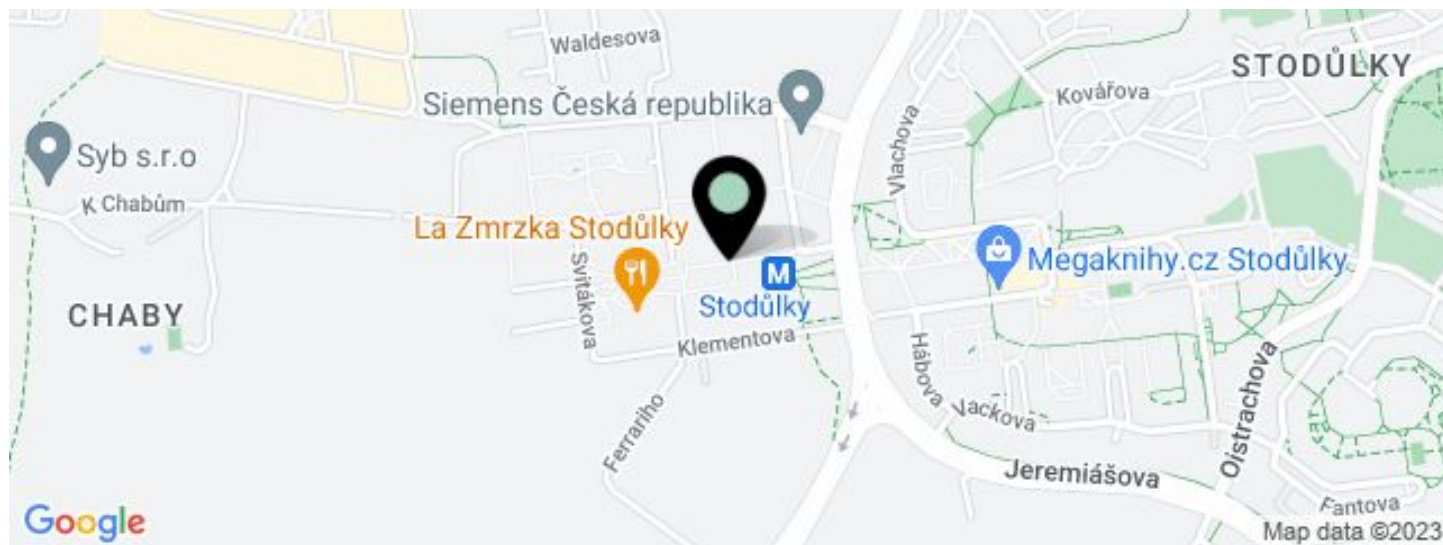 Waldesova
STODŮLKY
Kovářova
Siemens Česká republika
Vlachova
Syb s.r.o
K Chabům
La Zmrzka Stodůlky
Svitákova
M
Stodůlky
Megaknihy.cz Stodůlky
CHABY
Klementova
Hábova
Vackova
Oistrachova
Ferrariho
Jeremiášova
Fantova
Google
Map data ©2023